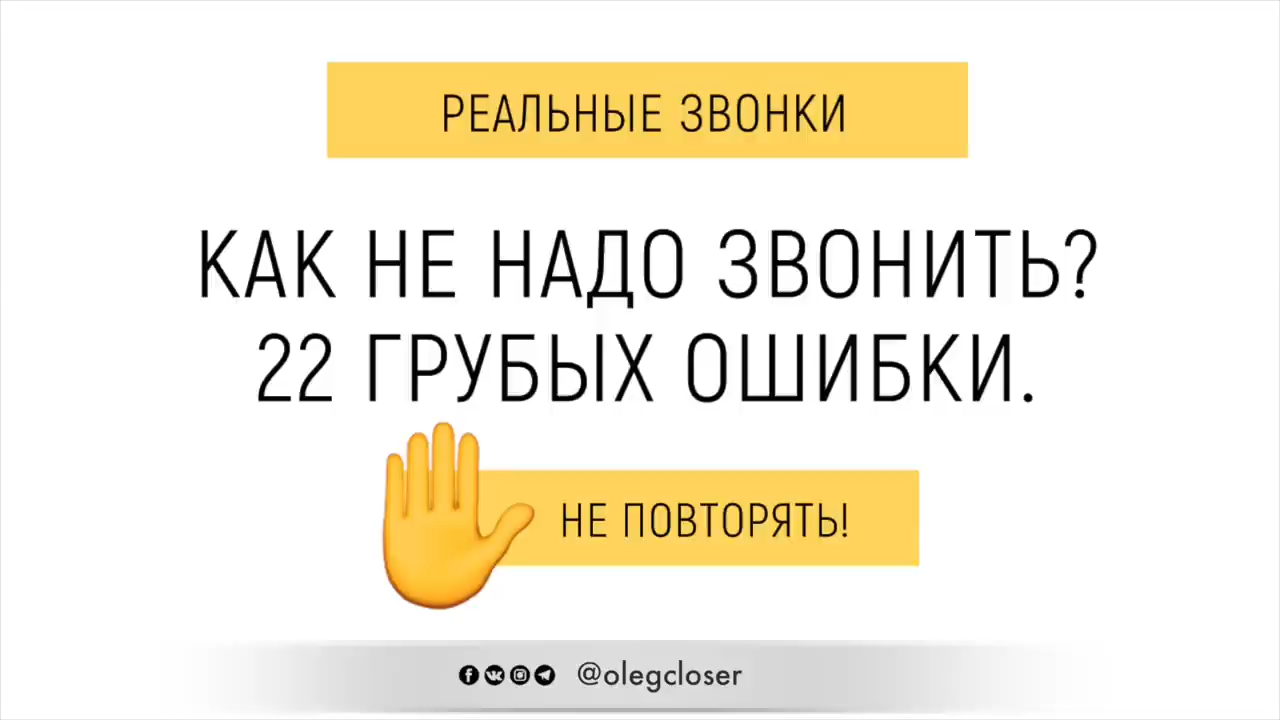 РЕАЛЬНЫЕ ЗВОНКИ
КАК НЕ НАДО ЗВОНИТЬ?
22 ГРУБЫХ ОШИБКИ.
НЕ ПОВТОРЯТЬ!
@olegcloser